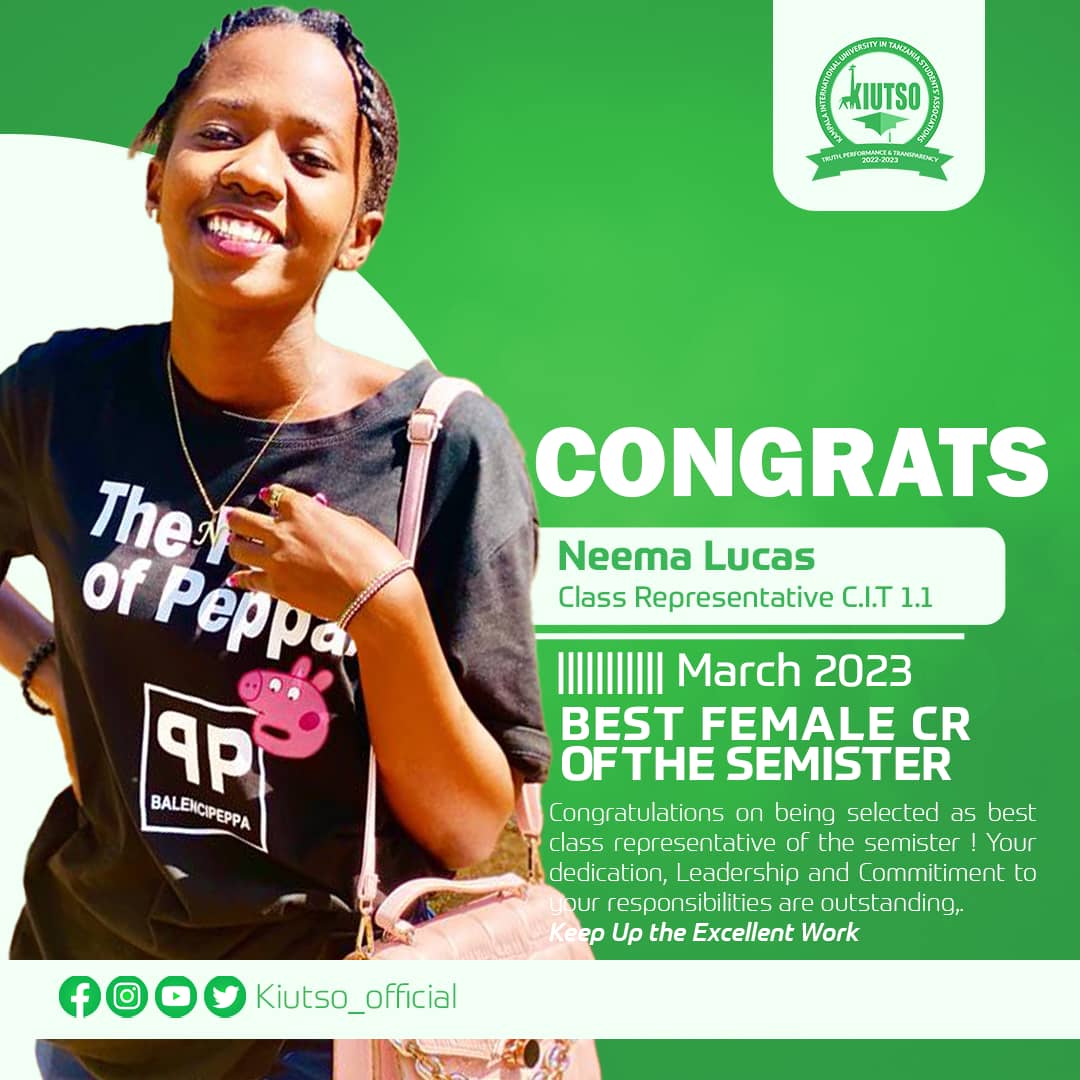 KAMPALA INTERNATIONAL UNIVERSITY IN TANZANIA STUDENTS' ASSOCIATIONS
KIUTSO
TRUTH, PERFORMANCE & TRANSPARENCY
2022-2023
CONGRATS
Neema Lucas
Class Representative C.I.T 1.1
March 2023
BEST FEMALE CR
OF THE SEMISTER
Congratulations on being selected as best
class representative of the semister ! Your
dedication, Leadership and Commitiment to
your responsibilities are outstanding,.
Keep Up the Excellent Work
The
of Peppa
PP
BALENCIPEPPA
Kiutso_official